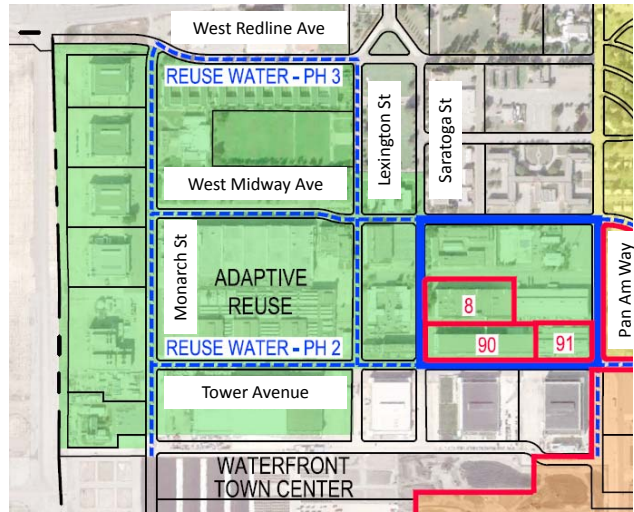 West Redline Ave
REUSE WATER - PH 3
Lexington St
Saratoga St
West Midway Ave
Monarch St
ADAPTIVE
REUSE
8
Pan Am Way
90
91
REUSE WATER - PH 2
Tower Avenue
WATERFRONT
TOWN CENTER